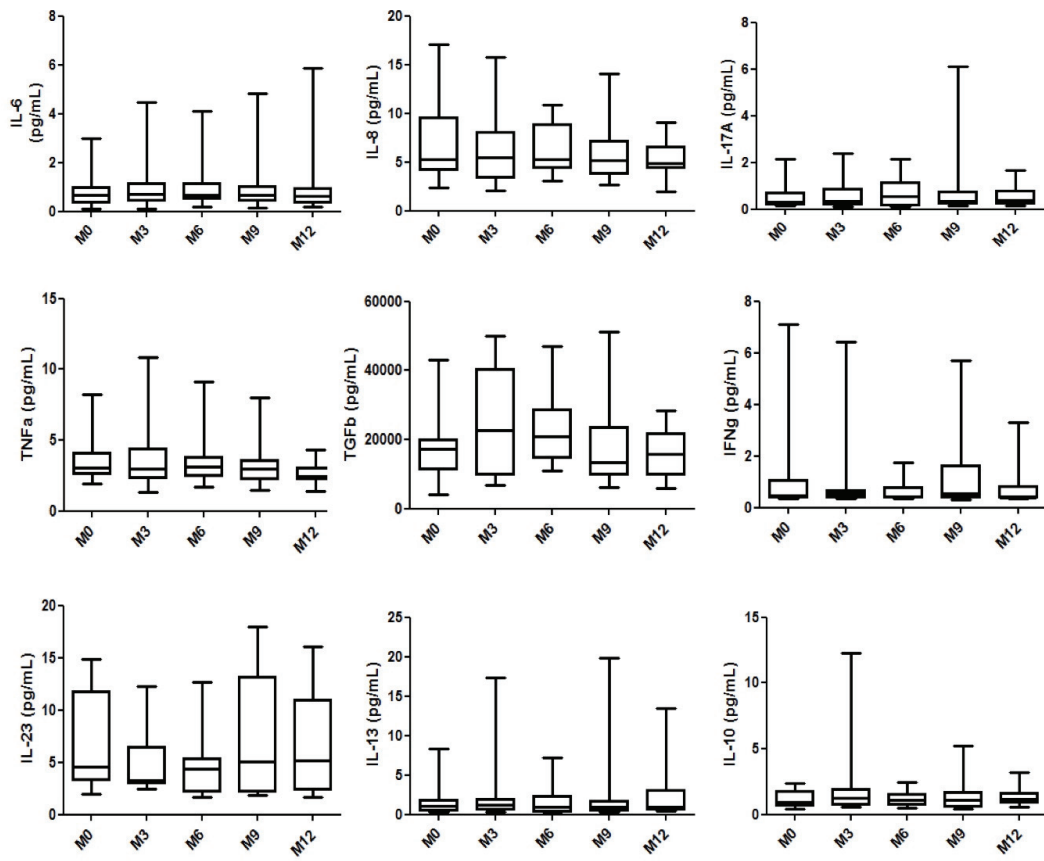 IL-6
(pg/mL)
8
6
4
2
0
M0 M3 M6 M9 M12
IL-8 (pg/mL)
20
15
10
5
0
M0 M3 M6 M9 M12
IL-17A (pg/mL)
8
6
4
2
0
M0 M3 M6 M9 M12
TNFa (pg/mL)
15
10
5
0
M0 M3 M6 M9 M12
TGFb (pg/mL)
60000
40000
20000
0
M0 M3 M6 M9 M12
IFNg (pg/mL)
8
6
4
2
0
M0 M3 M6 M9 M12
IL-23 (pg/mL)
20
15
10
5
0
M0 M3 M6 M9 M12
IL-13 (pg/mL)
25
20
15
10
5
0
M0 M3 M6 M9 M12
IL-10 (pg/mL)
15
10
5
0
M0 M3 M6 M9 M12